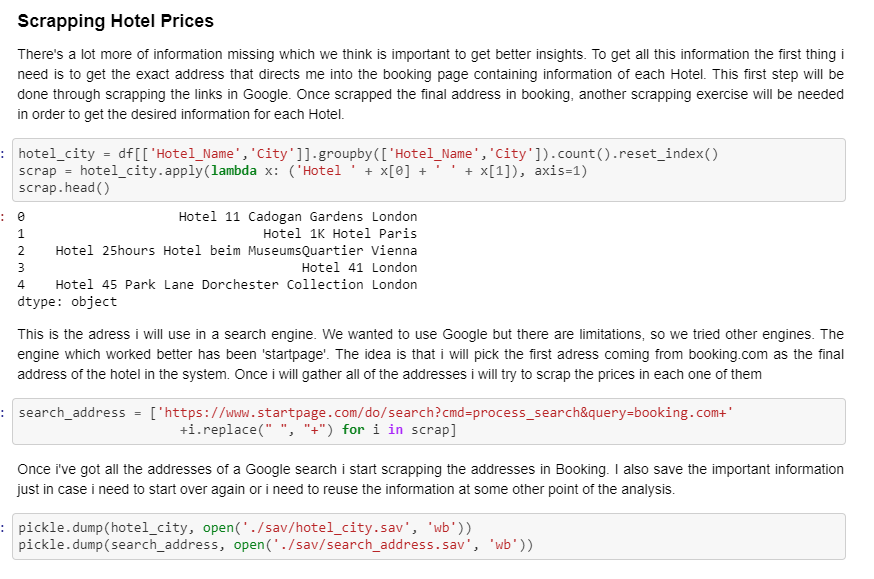 Scrapping Hotel Prices
There's a lot more of information missing which we think is important to get better insights. To get all this information the first thing i
need is to get the exact address that directs me into the booking page containing information of each Hotel. This first step will be
done through scrapping the links in Google. Once scrapped the final address in booking, another scrapping exercise will be needed
in order to get the desired information for each Hotel.
: hotel_city = df[['Hotel_Name','City']].groupby(['Hotel_Name','City']).count().reset_index()
scrap = hotel_city.apply(lambda x: ('Hotel ' + x[0] + ' ' + x[1]), axis=1)
scrap.head()
: 0 Hotel 11 Cadogan Gardens London
1 Hotel 1K Hotel Paris
2 Hotel 25hours Hotel beim MuseumsQuartier Vienna
3 Hotel 41 London
4 Hotel 45 Park Lane Dorchester Collection London
dtype: object
This is the adress i will use in a search engine. We wanted to use Google but there are limitations, so we tried other engines. The
engine which worked better has been 'startpage'. The idea is that i will pick the first adress coming from booking.com as the final
address of the hotel in the system. Once i will gather all of the addresses i will try to scrap the prices in each one of them
: search_address = ['https://www.startpage.com/do/search?cmd=process_search&query=booking.com+'
+i.replace(" ", "+") for i in scrap]
Once i've got all the addresses of a Google search i start scrapping the addresses in Booking. I also save the important information
just in case i need to start over again or i need to reuse the information at some other point of the analysis.
: pickle.dump(hotel_city, open('./sav/hotel_city.sav', 'wb'))
pickle.dump(search_address, open('./sav/search_address.sav', 'wb'))